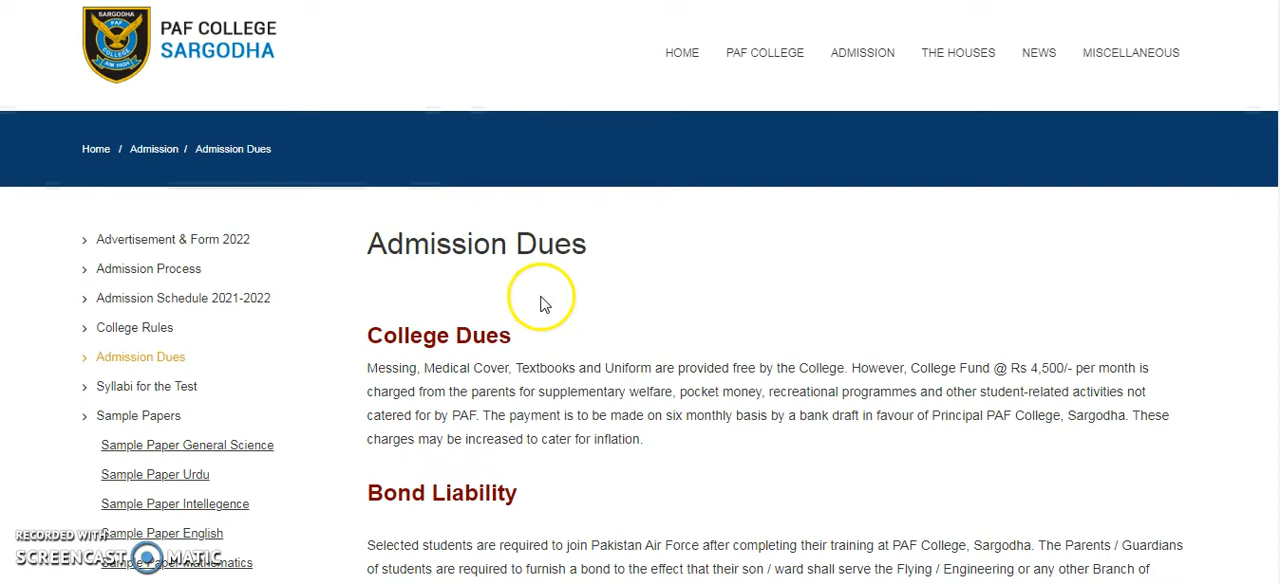 SARGODHA
PAF
COLLEGE
AIM HIGH
PAF COLLEGE
SARGODHA
HOME PAF COLLEGE ADMISSION THE HOUSES NEWS MISCELLANEOUS
Home / Admission / Admission Dues
Advertisement & Form 2022
Admission Process
Admission Schedule 2021-2022
College Rules
Admission Dues
Syllabi for the Test
Sample Papers
Sample Paper General Science
Sample Paper Urdu
Sample Paper Intellegence
Sample Paper English
Sample Paper Mathematics
Admission Dues
College Dues
Messing, Medical Cover, Textbooks and Uniform are provided free by the College. However, College Fund @ Rs 4,500/- per month is
charged from the parents for supplementary welfare, pocket money, recreational programmes and other student-related activities not
catered for by PAF. The payment is to be made on six monthly basis by a bank draft in favour of Principal PAF College, Sargodha. These
charges may be increased to cater for inflation.
Bond Liability
Selected students are required to join Pakistan Air Force after completing their training at PAF College, Sargodha. The Parents / Guardians
of students are required to furnish a bond to the effect that their son / ward shall serve the Flying / Engineering or any other Branch of
RECORDED WITH
SCREENCAST MATIC